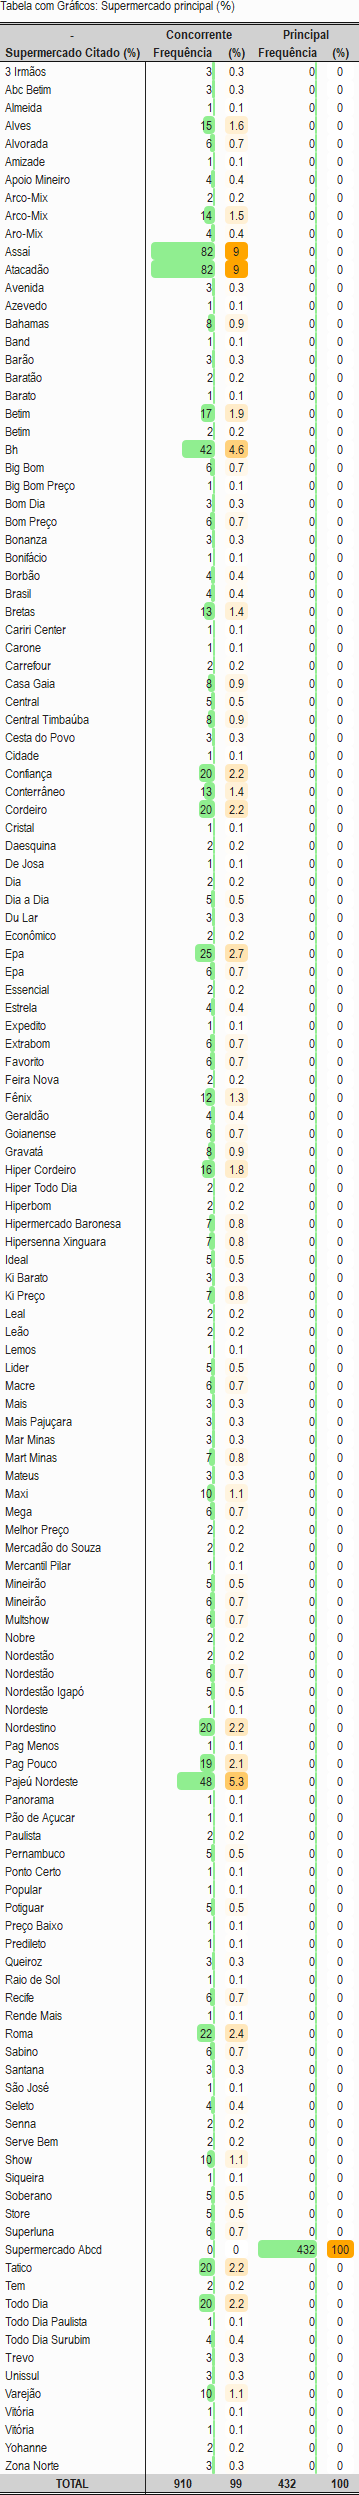 Tabela com Gráficos: Supermercado principal (%)
- Concorrente Principal
Supermercado Citado (%) Frequência (%) Frequência (%)
3 Irmãos 3 0.3 0 0
Abc Betim 3 0.3 0 0
Almeida 1 0.1 0 0
Alves 15 1.6 0 0
Alvorada 6 0.7 0 0
Amizade 1 0.1 0 0
Apoio Mineiro 4 0.4 0 0
Arco-Mix 2 0.2 0 0
Arco-Mix 14 1.5 0 0
Aro-Mix 4 0.4 0 0
Assaí 82 9 0 0
Atacadão 82 9 0 0
Avenida 3 0.3 0 0
Azevedo 1 0.1 0 0
Bahamas 8 0.9 0 0
Band 1 0.1 0 0
Barão 3 0.3 0 0
Baratão 2 0.2 0 0
Barato 1 0.1 0 0
Betim 17 1.9 0 0
Betim 2 0.2 0 0
Bh 42 4.6 0 0
Big Bom 6 0.7 0 0
Big Bom Preço 1 0.1 0 0
Bom Dia 3 0.3 0 0
Bom Preço 6 0.7 0 0
Bonanza 3 0.3 0 0
Bonifácio 1 0.1 0 0
Borbão 4 0.4 0 0
Brasil 4 0.4 0 0
Bretas 13 1.4 0 0
Cariri Center 1 0.1 0 0
Carone 1 0.1 0 0
Carrefour 2 0.2 0 0
Casa Gaia 8 0.9 0 0
Central 5 0.5 0 0
Central Timbaúba 8 0.9 0 0
Cesta do Povo 3 0.3 0 0
Cidade 1 0.1 0 0
Confiança 20 2.2 0 0
Conterrâneo 13 1.4 0 0
Cordeiro 20 2.2 0 0
Cristal 1 0.1 0 0
Daesquina 2 0.2 0 0
De Josa 1 0.1 0 0
Dia 2 0.2 0 0
Dia a Dia 5 0.5 0 0
Du Lar 3 0.3 0 0
Econômico 2 0.2 0 0
Epa 25 2.7 0 0
Epa 6 0.7 0 0
Essencial 2 0.2 0 0
Estrela 4 0.4 0 0
Expedito 1 0.1 0 0
Extrabom 6 0.7 0 0
Favorito 6 0.7 0 0
Feira Nova 2 0.2 0 0
Fênix 12 1.3 0 0
Geraldão 4 0.4 0 0
Goianense 6 0.7 0 0
Gravatá 8 0.9 0 0
Hiper Cordeiro 16 1.8 0 0
Hiper Todo Dia 2 0.2 0 0
Hiperbom 2 0.2 0 0
Hipermercado Baronesa 7 0.8 0 0
Hipersenna Xinguara 7 0.8 0 0
Ideal 5 0.5 0 0
Ki Barato 3 0.3 0 0
Ki Preço 7 0.8 0 0
Leal 2 0.2 0 0
Leão 2 0.2 0 0
Lemos 1 0.1 0 0
Lider 5 0.5 0 0
Macre 6 0.7 0 0
Mais 3 0.3 0 0
Mais Pajuçara 3 0.3 0 0
Mar Minas 3 0.3 0 0
Mart Minas 7 0.8 0 0
Mateus 3 0.3 0 0
Maxi 10 1.1 0 0
Mega 6 0.7 0 0
Melhor Preço 2 0.2 0 0
Mercadão do Souza 2 0.2 0 0
Mercantil Pilar 1 0.1 0 0
Mineirão 5 0.5 0 0
Mineirão 6 0.7 0 0
Multshow 6 0.7 0 0
Nobre 2 0.2 0 0
Nordestão 2 0.2 0 0
Nordestão 6 0.7 0 0
Nordestão Igapó 5 0.5 0 0
Nordeste 1 0.1 0 0
Nordestino 20 2.2 0 0
Pag Menos 1 0.1 0 0
Pag Pouco 19 2.1 0 0
Pajeú Nordeste 48 5.3 0 0
Panorama 1 0.1 0 0
Pão de Açucar 1 0.1 0 0
Paulista 2 0.2 0 0
Pernambuco 5 0.5 0 0
Ponto Certo 1 0.1 0 0
Popular 1 0.1 0 0
Potiguar 5 0.5 0 0
Preço Baixo 1 0.1 0 0
Predileto 1 0.1 0 0
Queiroz 3 0.3 0 0
Raio de Sol 1 0.1 0 0
Recife 6 0.7 0 0
Rende Mais 1 0.1 0 0
Roma 22 2.4 0 0
Sabino 6 0.7 0 0
Santana 3 0.3 0 0
São José 1 0.1 0 0
Seleto 4 0.4 0 0
Senna 2 0.2 0 0
Serve Bem 2 0.2 0 0
Show 10 1.1 0 0
Siqueira 1 0.1 0 0
Soberano 5 0.5 0 0
Store 5 0.5 0 0
Superluna 6 0.7 0 0
Supermercado Abcd 0 0 432 100
Tatico 20 2.2 0 0
Tem 2 0.2 0 0
Todo Dia 20 2.2 0 0
Todo Dia Paulista 1 0.1 0 0
Todo Dia Surubim 4 0.4 0 0
Trevo 3 0.3 0 0
Unissul 3 0.3 0 0
Varejão 10 1.1 0 0
Vitória 1 0.1 0 0
Vitória 1 0.1 0 0
Yohanne 2 0.2 0 0
Zona Norte 3 0.3 0 0
TOTAL 910 99 432 100